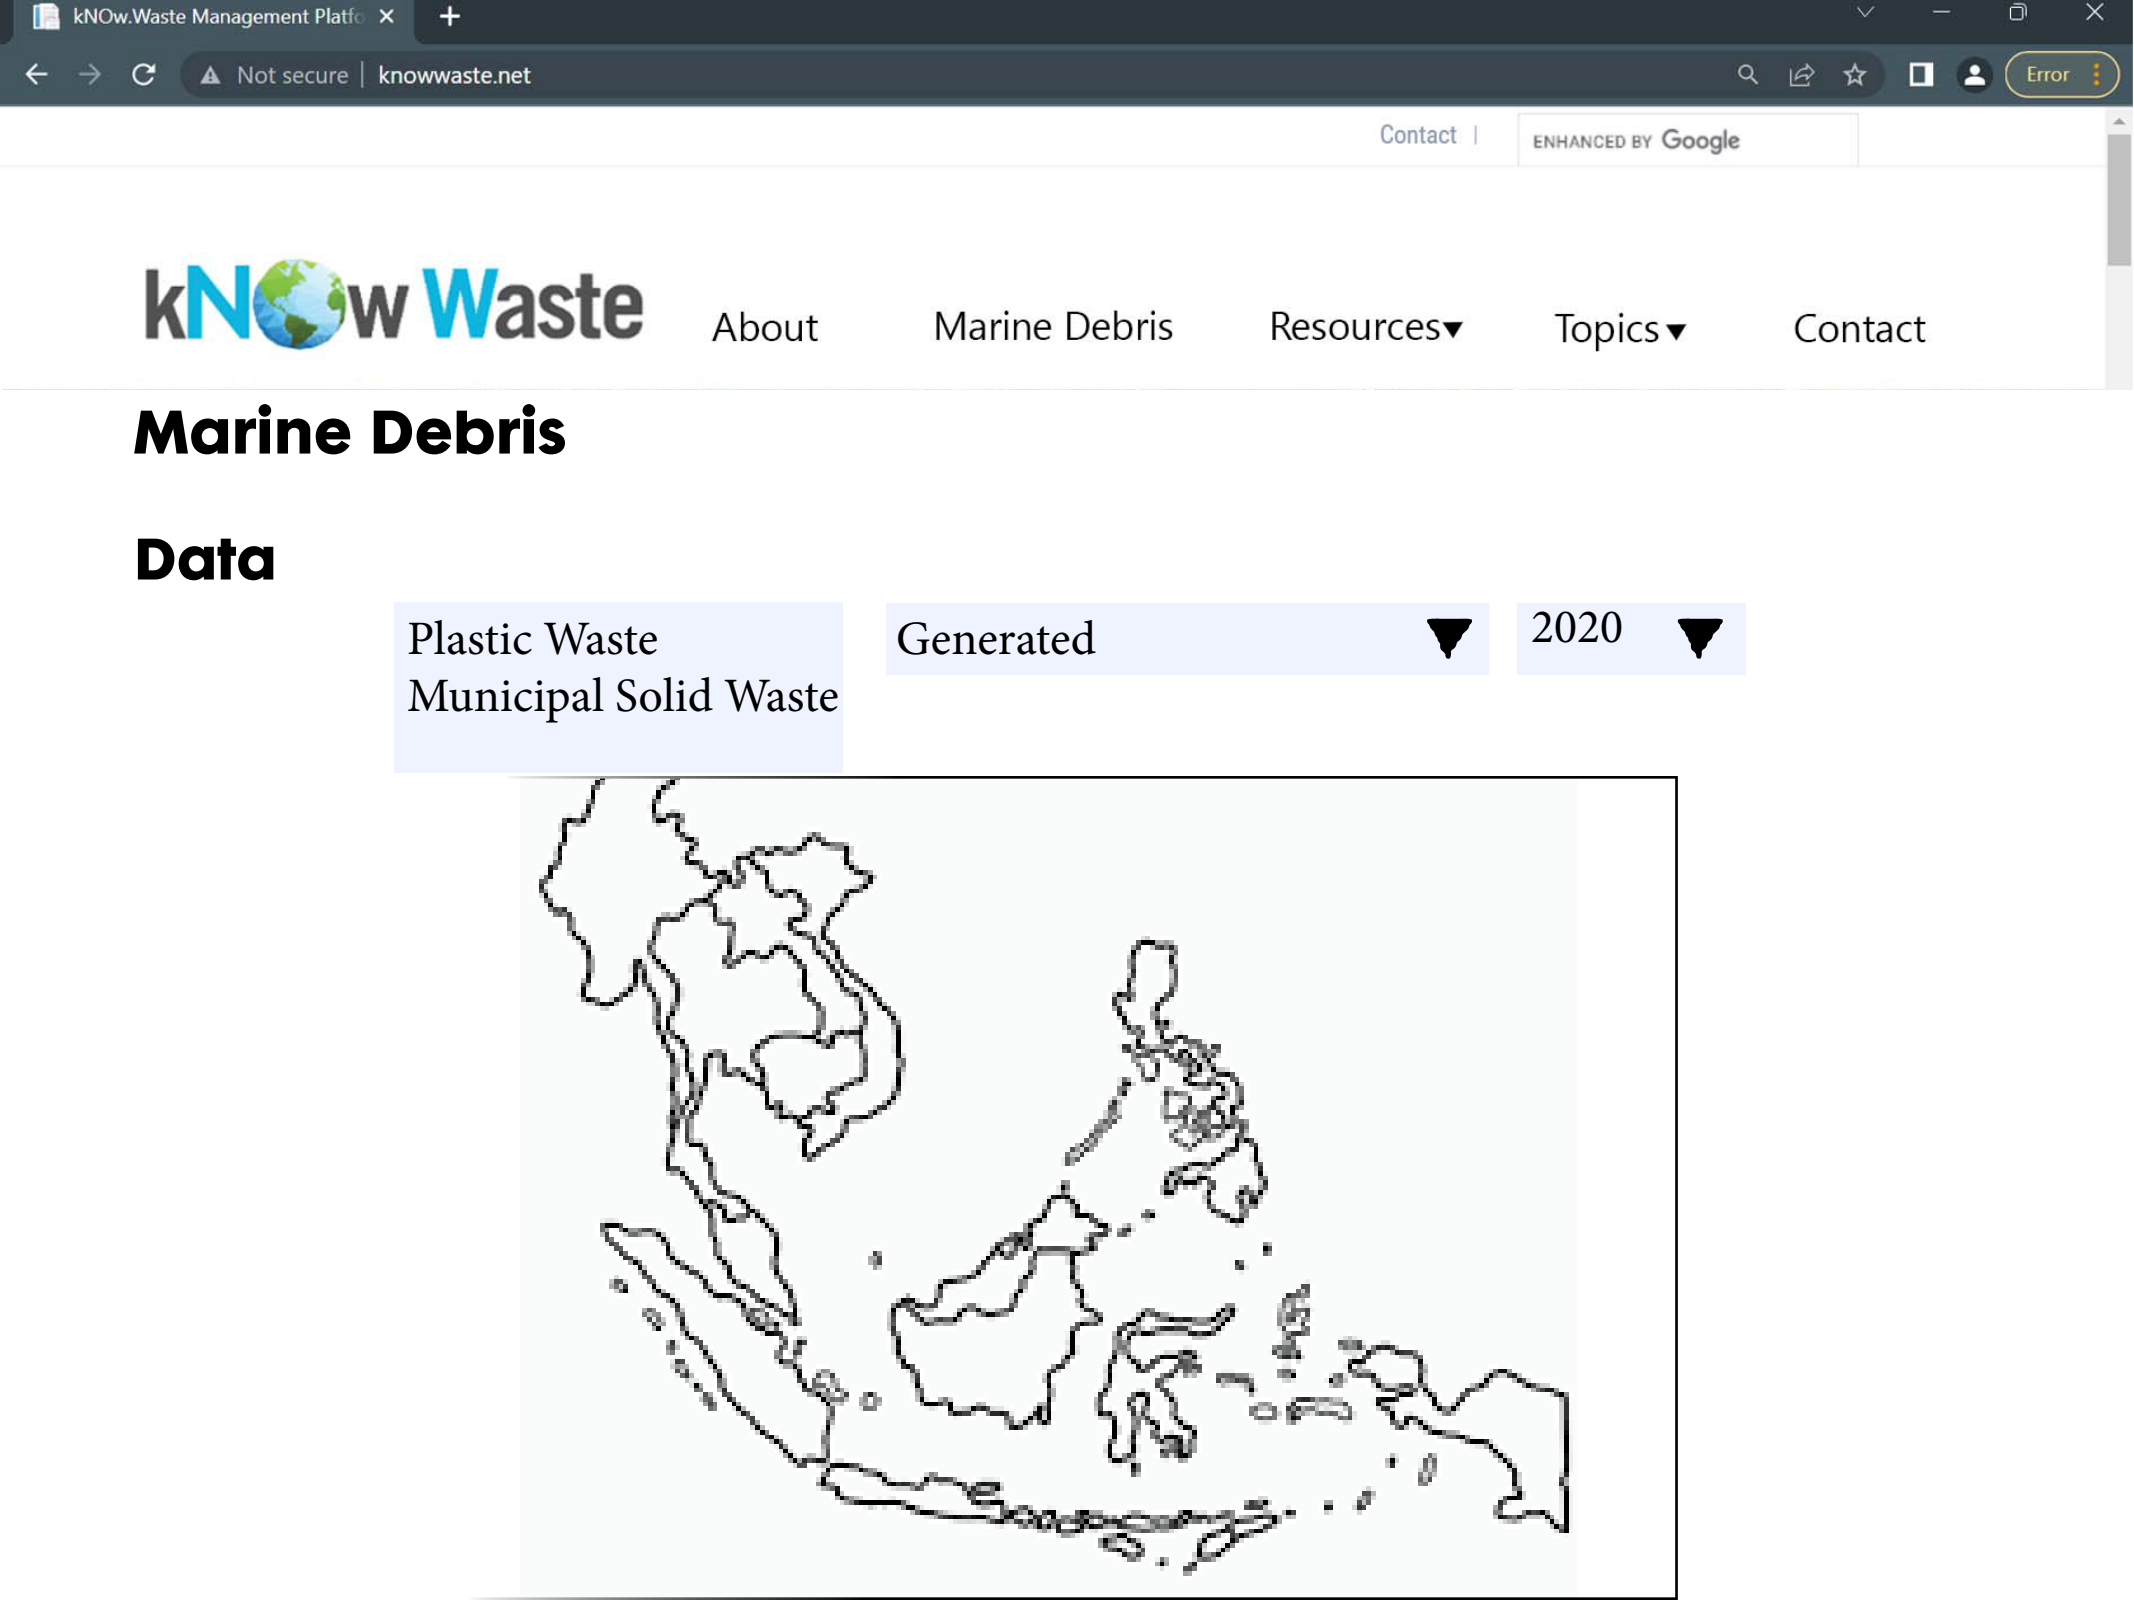 kNOw.Waste Management Platfo
Not secure | knowwaste.net
Error
Contact |
ENHANCED BY Google
kNOw Waste
About
Marine Debris
Resources▾
Topics▾
Contact
Marine Debris
Data
Plastic Waste
Municipal Solid Waste
Generated
2020